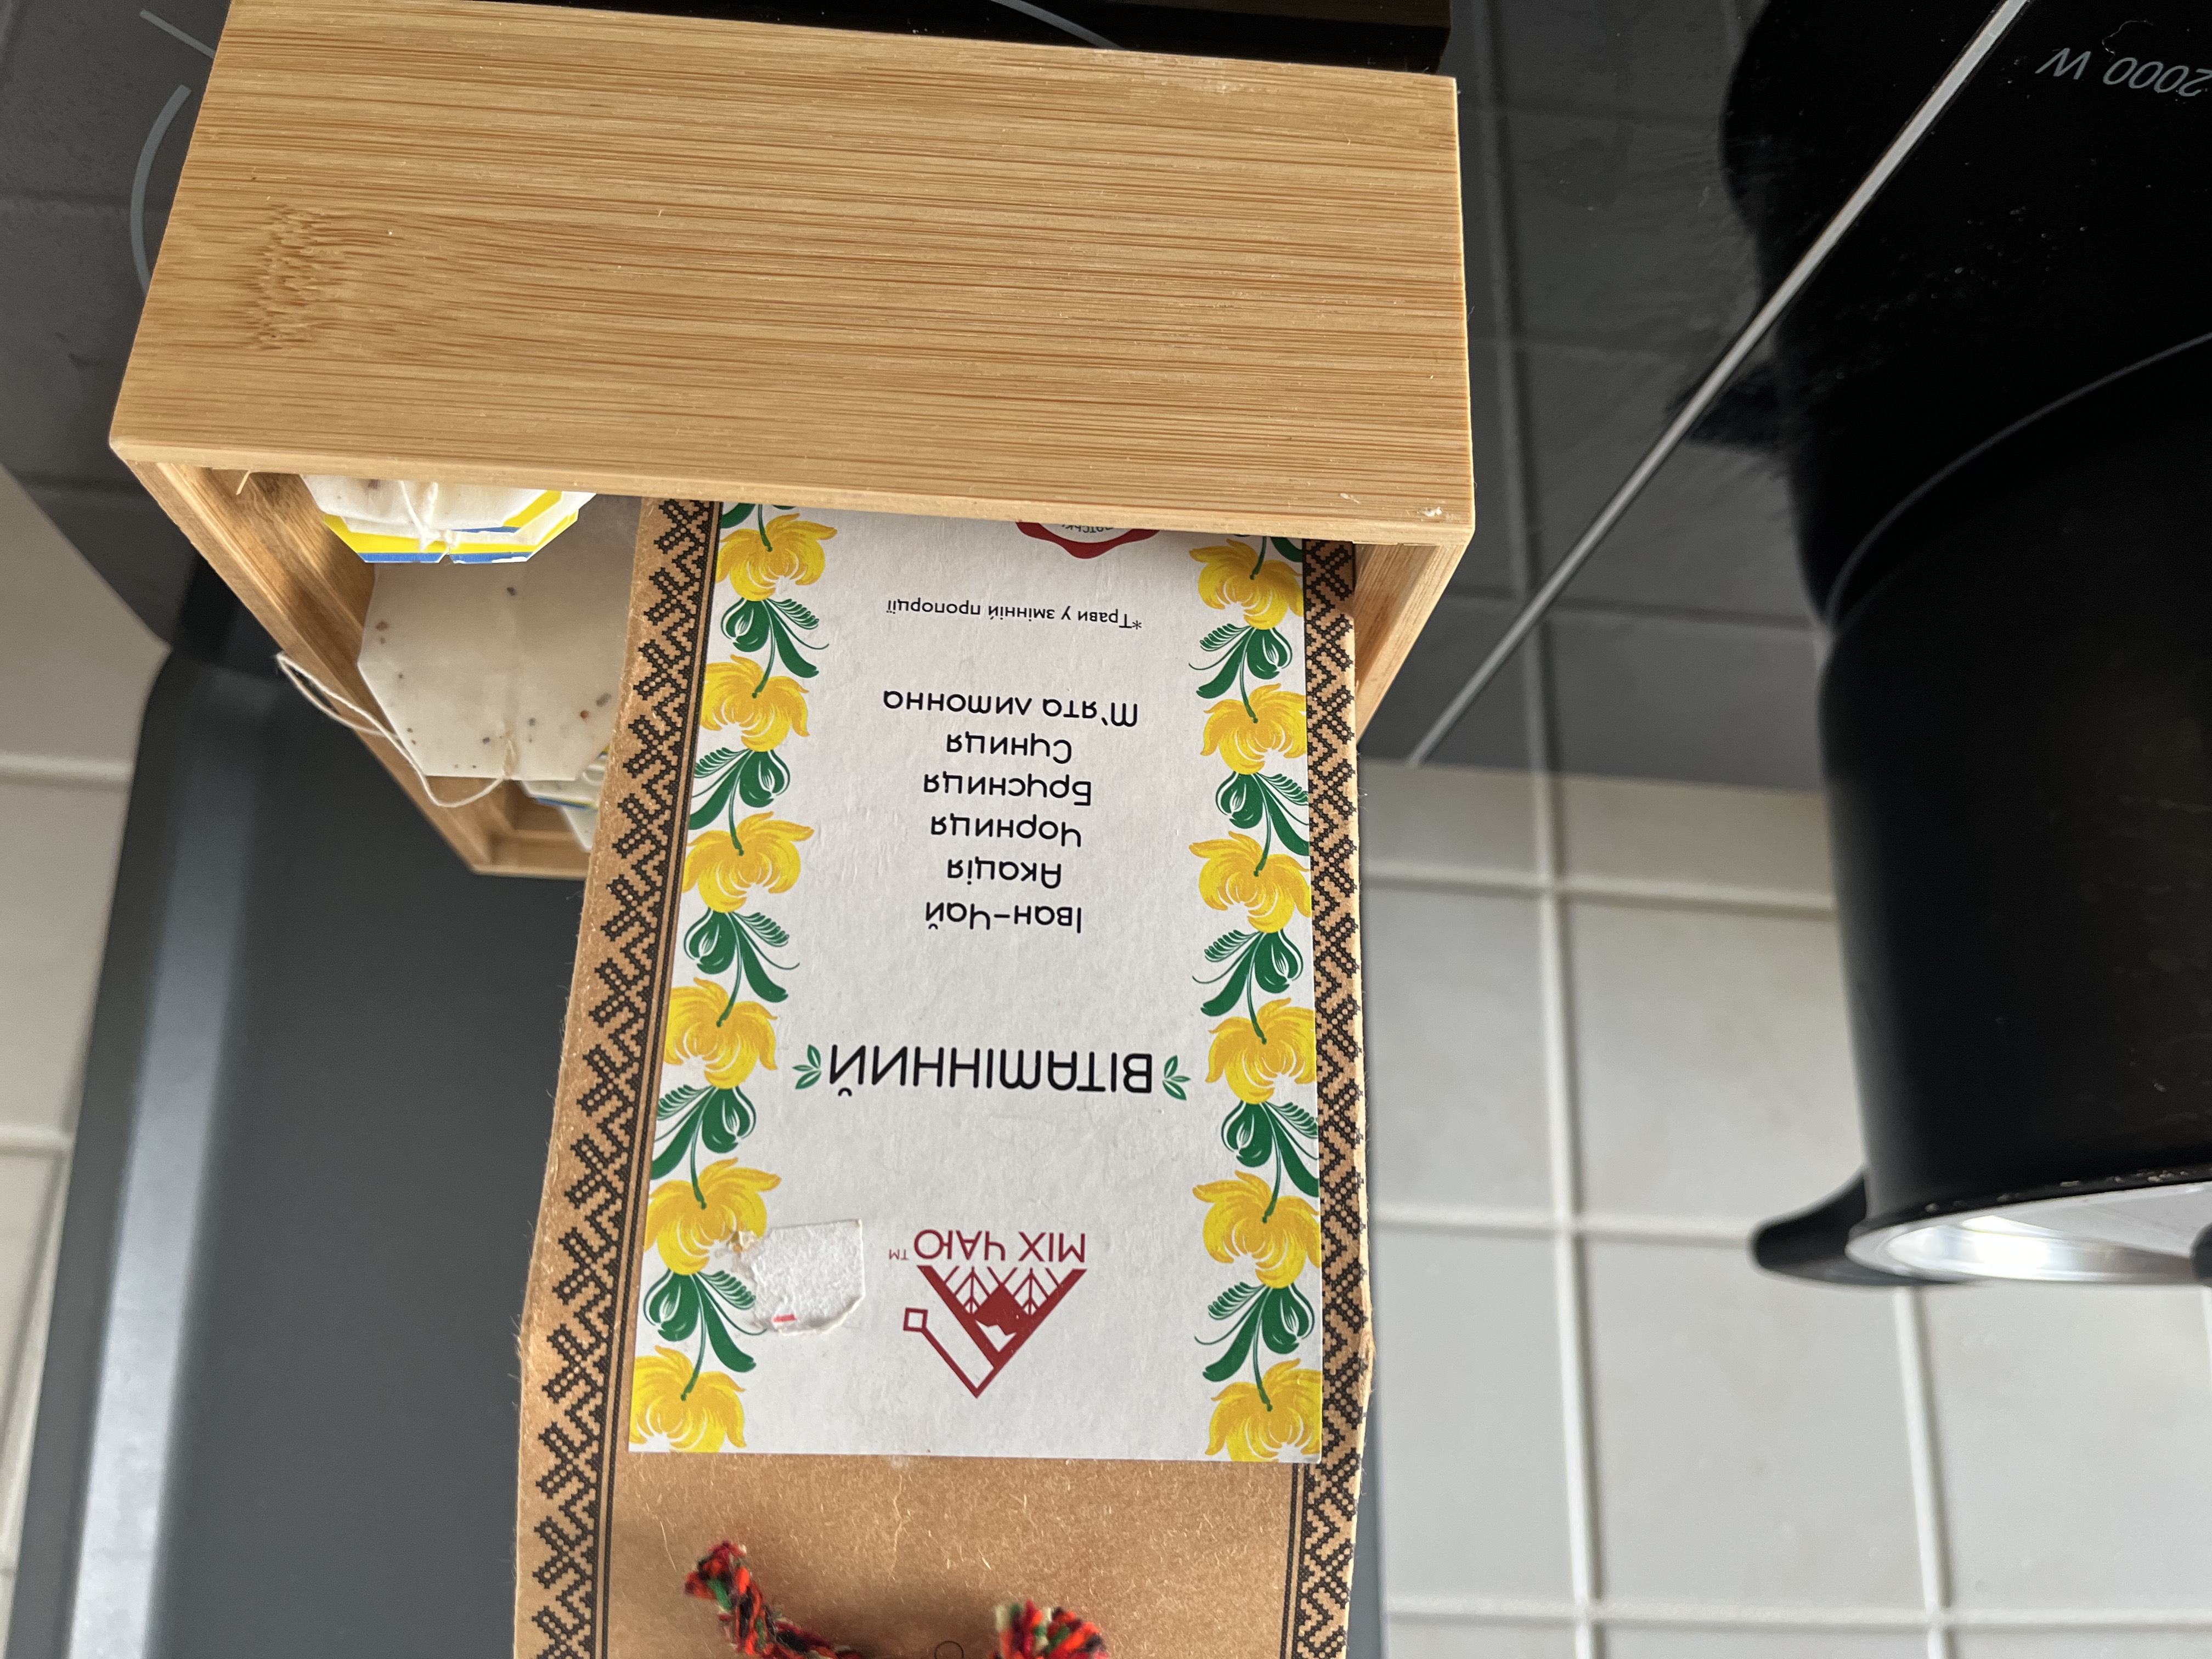 МІХ ЧАЮ™
ВІТАМІННИЙ
Іван-Чай
Акація
Чорниця
Брусниця
Суниця
М`ята лимонна
*Трави у змінній пропорції
2000 W